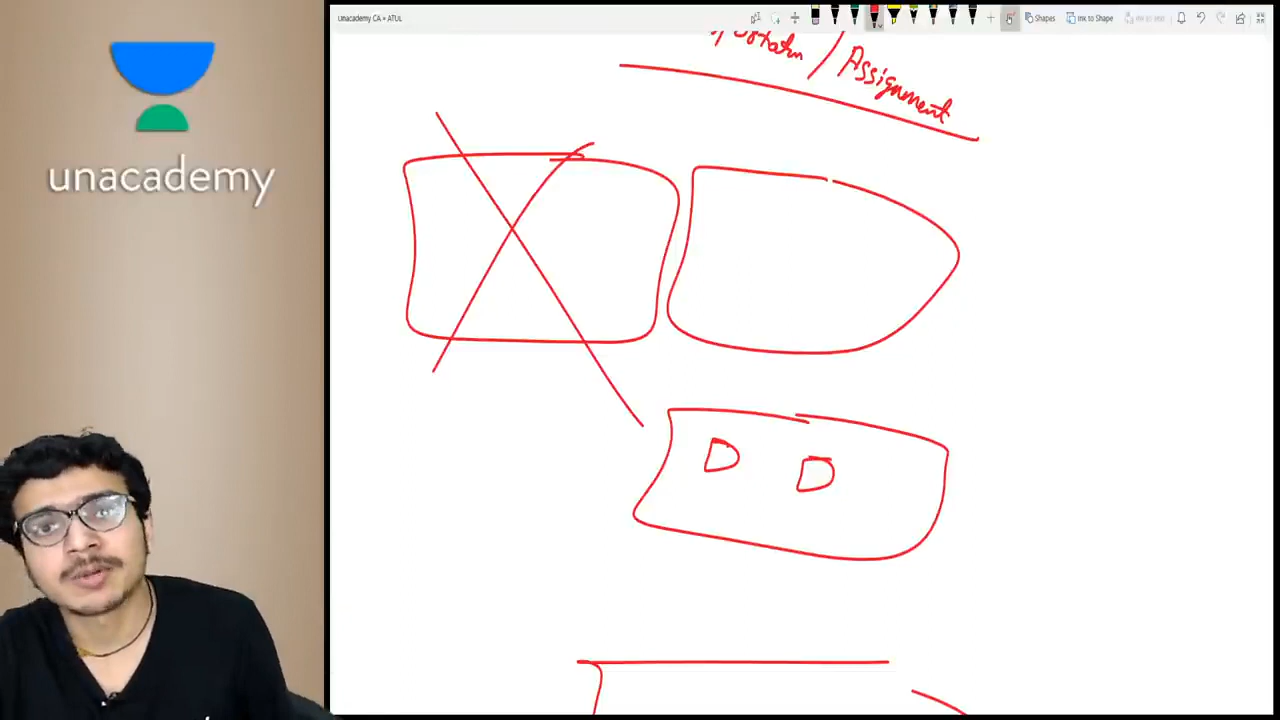 unacademy CA - ATUL
Shapes
Ink to Shape
/ Assignment
unacademy
D D